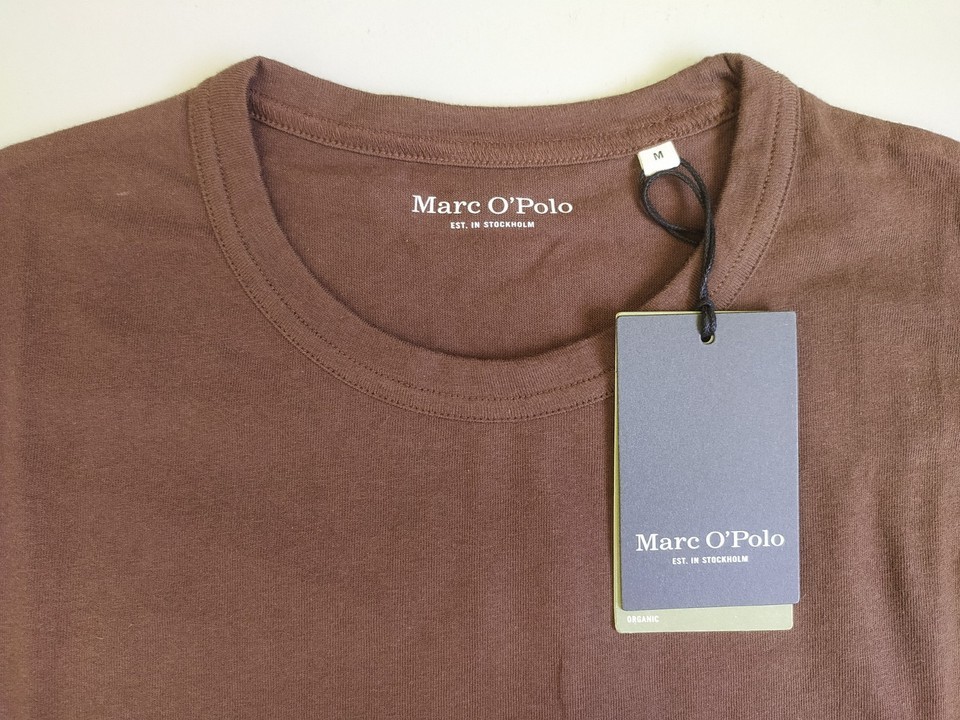 M
Marc O'Polo
EST. IN STOCKHOLM
Marc O'Polo
EST. IN STOCKHOLM
ORGANIC